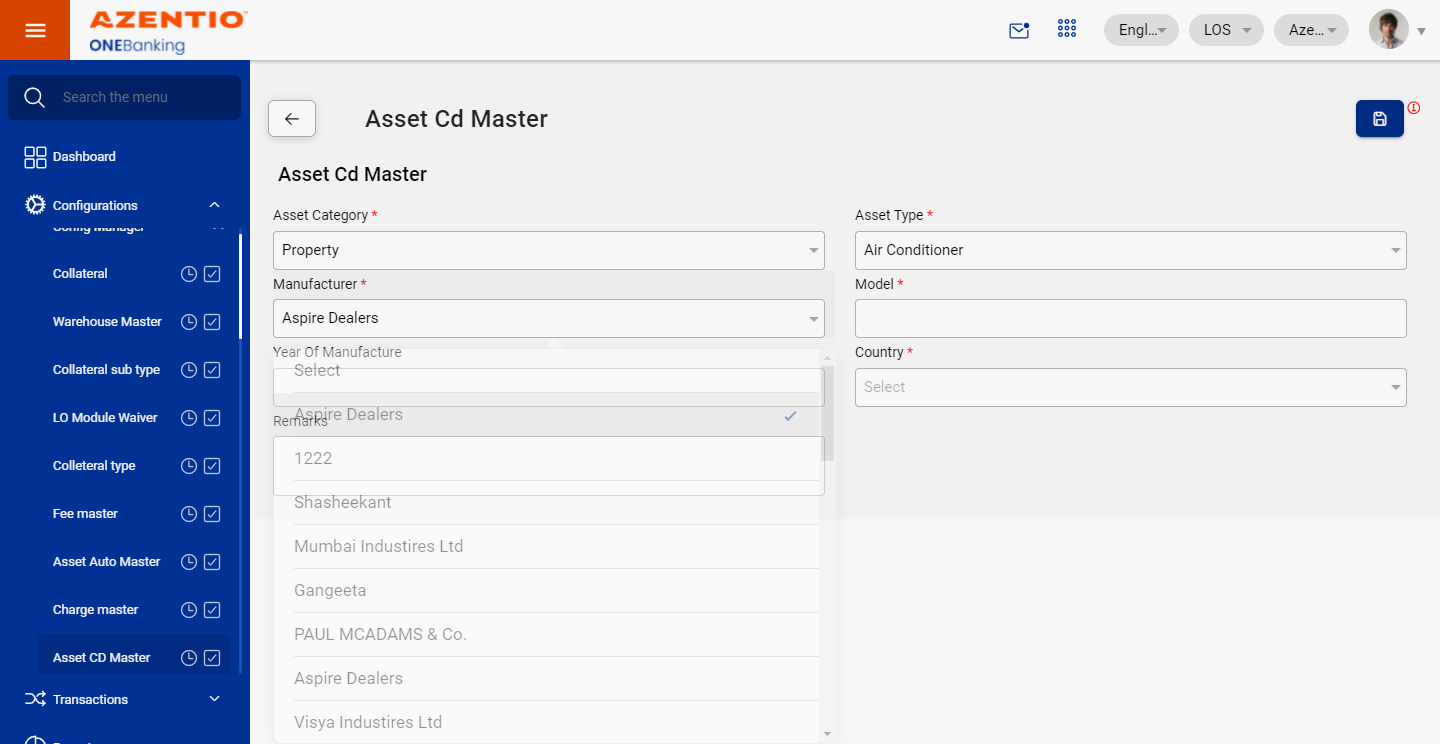 AZENTIO™
ONEBanking
Engl...
LOS
Aze...
Search the menu
Dashboard
Configurations
Config Manager
Collateral
Warehouse Master
Collateral sub type
LO Module Waiver
Colleteral type
Fee master
Asset Auto Master
Charge master
Asset CD Master
Transactions
Asset Cd Master
Asset Cd Master
Asset Category *
Property
Asset Type *
Air Conditioner
Manufacturer *
Aspire Dealers
Model *
Year Of Manufacture
Country *
Select
Remarks
Select
Aspire Dealers
1222
Shasheekant
Mumbai Industires Ltd
Gangeeta
PAUL MCADAMS & Co.
Aspire Dealers
Visya Industires Ltd